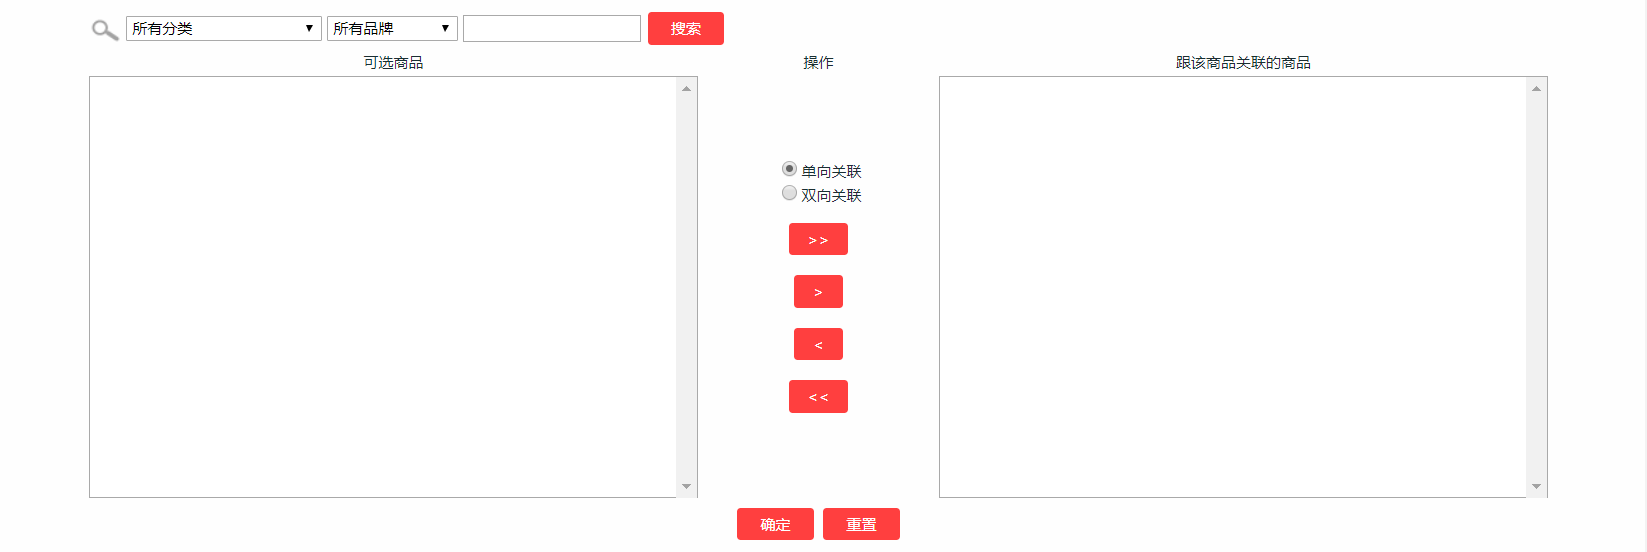 所有分类 所有品牌 搜索
可选商品 操作 跟该商品关联的商品
单向关联
双向关联
>>
>
<
<<
确定 重置